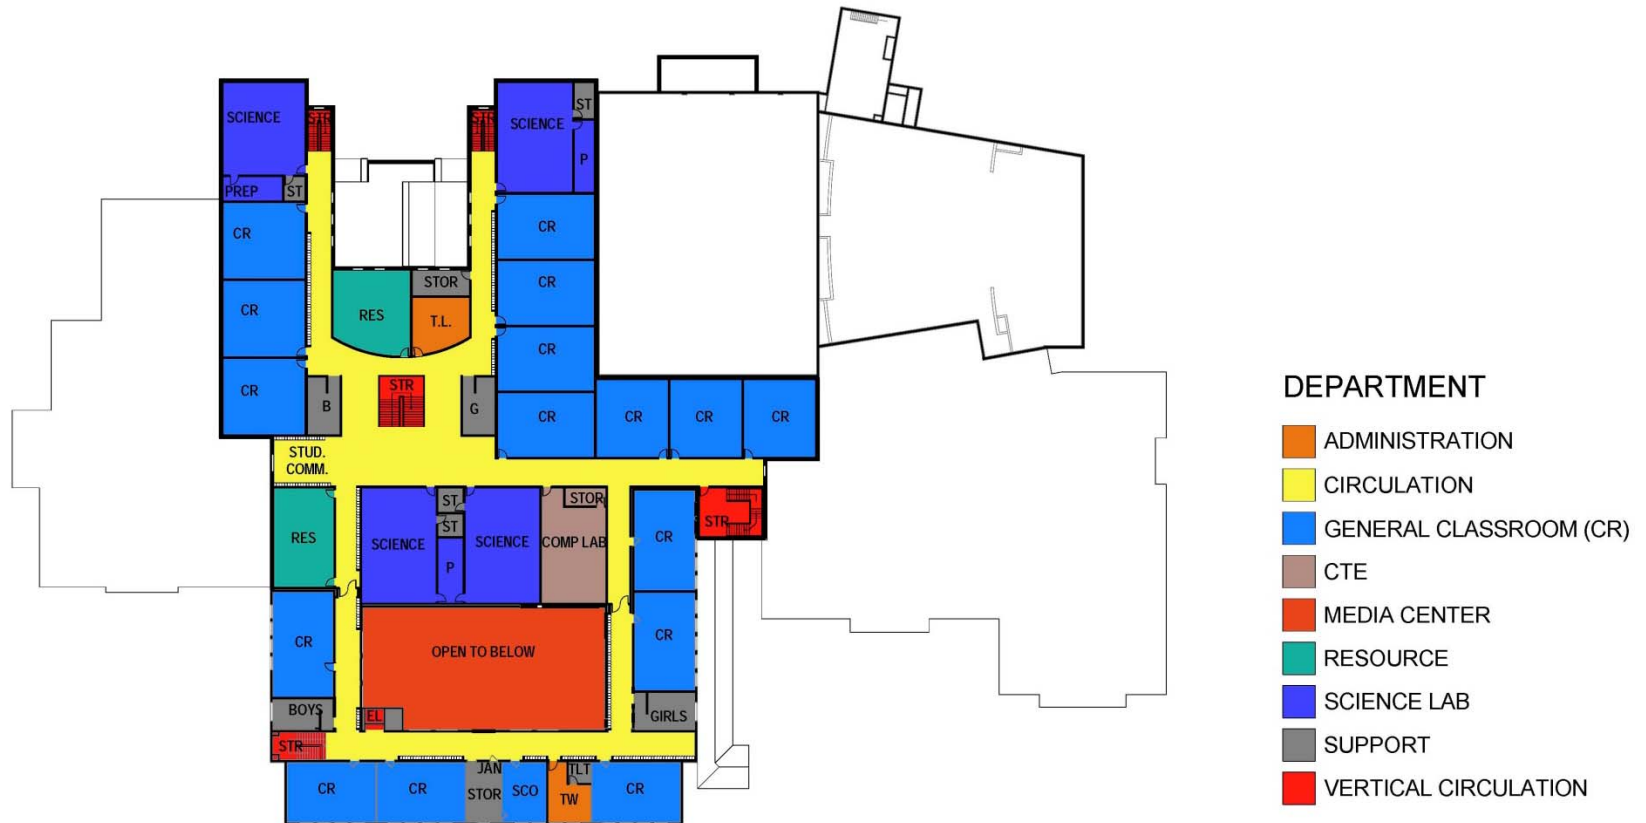 SCIENCE
STR
STR
SCIENCE
ST
P
PREP
ST
CR
CR
CR
STOR
RES
T.L.
CR
CR
CR
CR
CR
CR
CR
STR
B
G
STUD.
COMM.
RES
SCIENCE
ST
ST
P
SCIENCE
STOR
COMP LAB
CR
STR
CR
CR
OPEN TO BELOW
BOYS
EL
GIRLS
STR
CR
CR
JAN
STOR
SCO
TLT
TW
CR
DEPARTMENT
ADMINISTRATION
CIRCULATION
GENERAL CLASSROOM (CR)
CTE
MEDIA CENTER
RESOURCE
SCIENCE LAB
SUPPORT
VERTICAL CIRCULATION